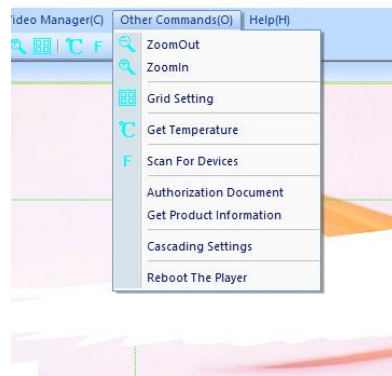 ideo Manager(C) Other Commands(O) Help(H)
℃ F
ZoomOut
ZoomIn
Grid Setting
℃ Get Temperature
F Scan For Devices
Authorization Document
Get Product Information
Cascading Settings
Reboot The Player